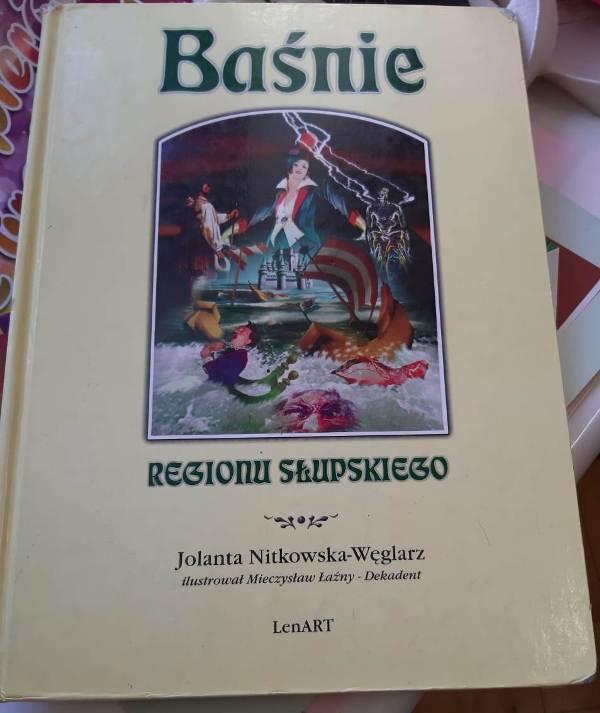 Baśnie
REGIONU SŁUPSKIEGO
Jolanta Nitkowska-Węglarz
ilustrował Mieczysław Łaźny - Dekadent
LenART